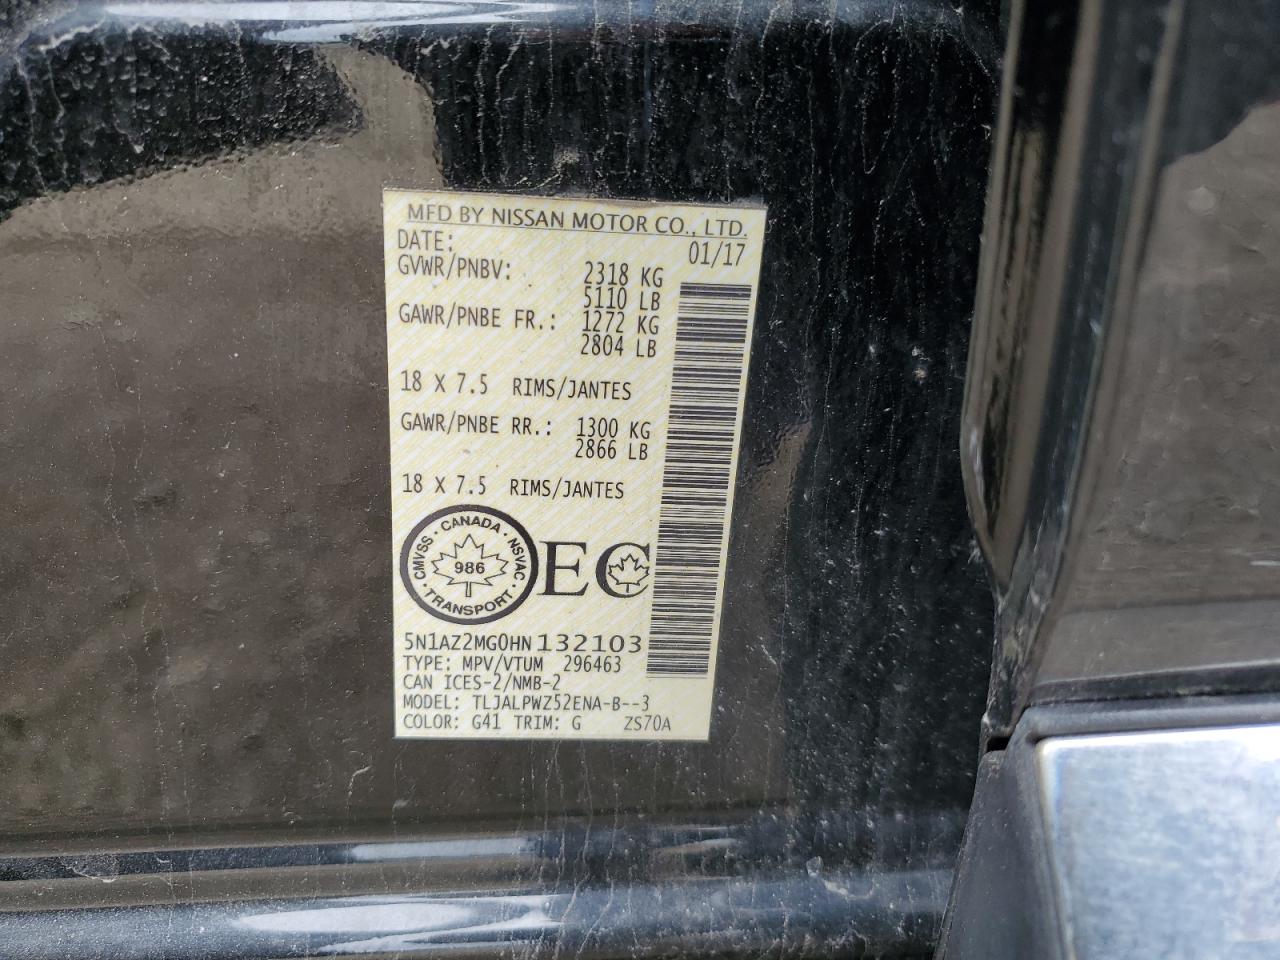 MFD BY NISSAN MOTOR CO., LTD.
DATE: 01/17
GVWR/PNBV: 2318 KG
5110 LB
GAWR/PNBE FR.: 1272 KG
2804 LB
18 X 7.5 RIMS/JANTES
GAWR/PNBE RR.: 1300 KG
2866 LB
18 X 7.5 RIMS/JANTES
CMVSS · CANADA · NSVAC · TRANSPORT ·
986
EC
5N1AZ2MG0HN132103
TYPE: MPV/VTUM 296463
CAN ICES-2/NMB-2
MODEL: TLJALPWZ52ENA-B--3
COLOR: G41 TRIM: G ZS70A